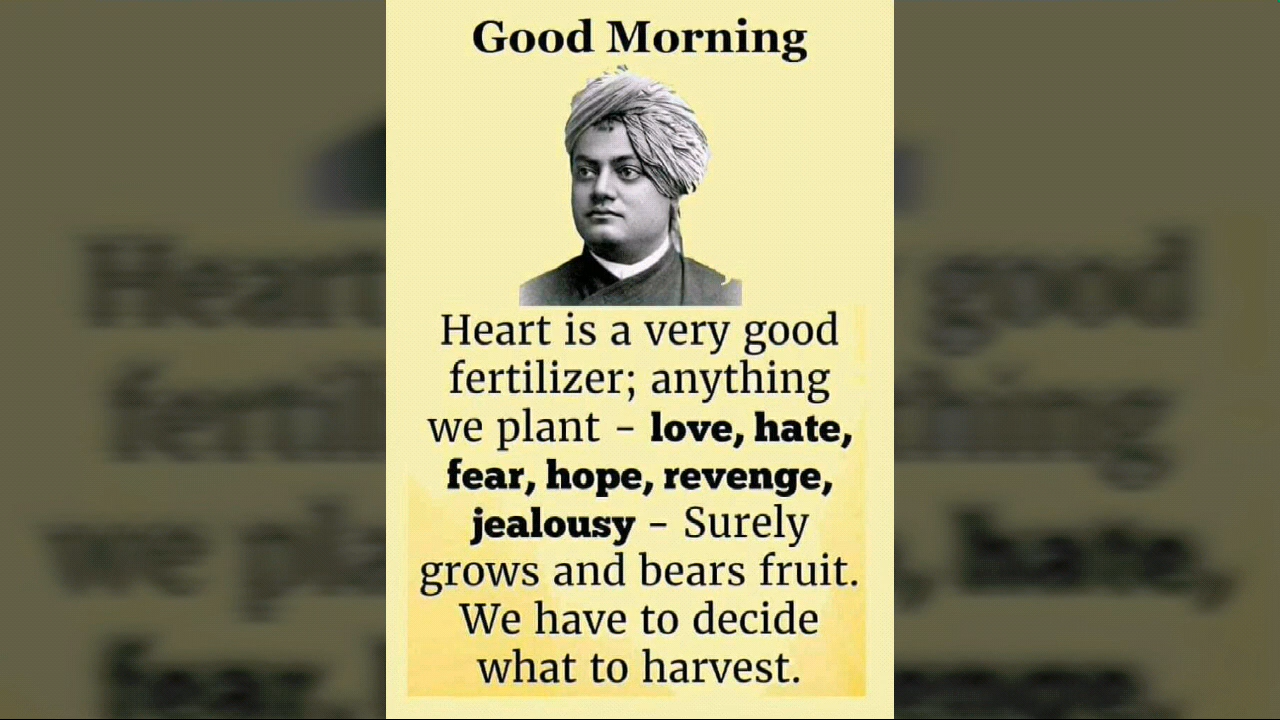 Good Morning
Heart is a very good
fertilizer; anything
we plant - love, hate,
fear, hope, revenge,
jealousy - Surely
grows and bears fruit.
We have to decide
what to harvest.